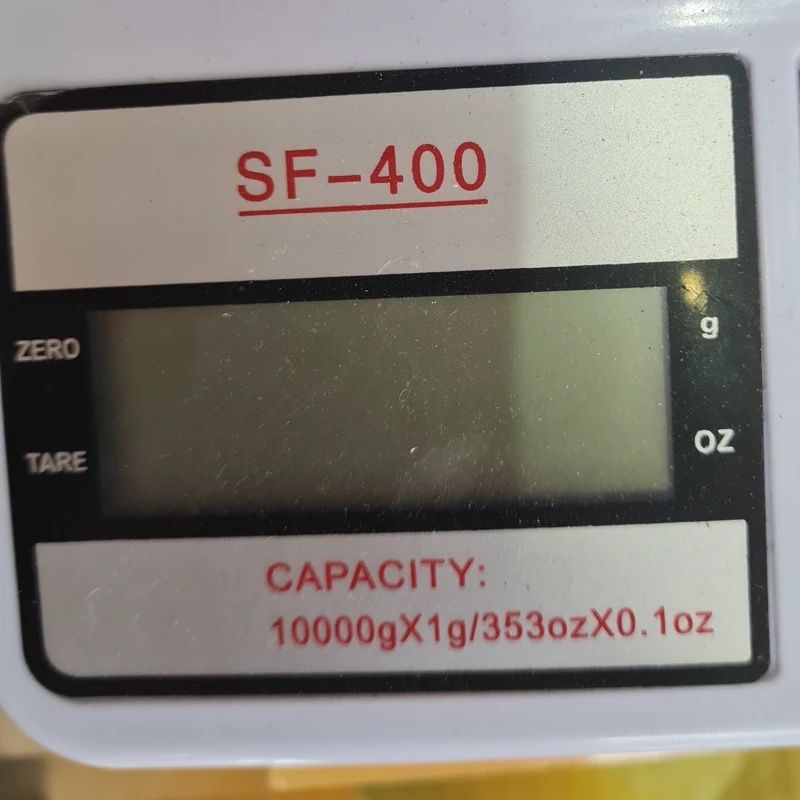 SF-400
ZERO
g
TARE
OZ
CAPACITY:
10000gX1g/353ozX0.1oz